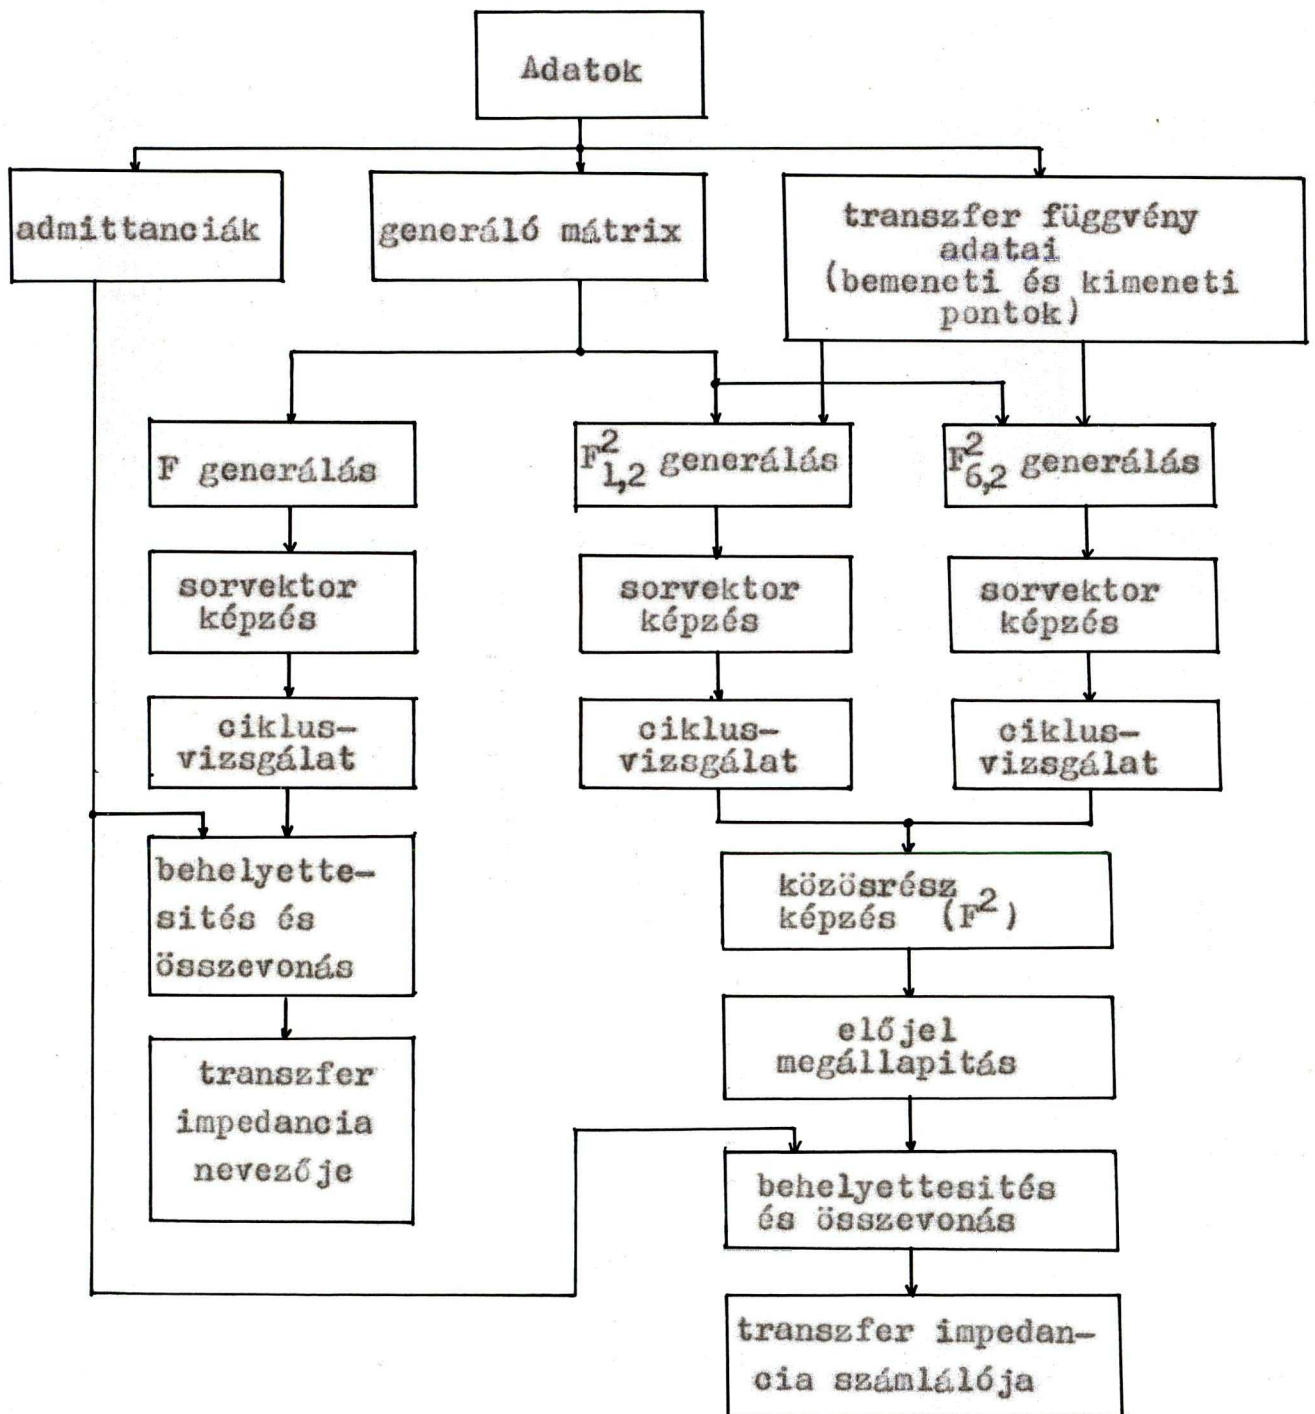 Adatok
admittanciák
generáló mátrix
transzfer függvény
adatai
(bemeneti és kimeneti
pontok)
F generálás
F²₁,₂ generálás
F²₆,₂ generálás
sorvektor
képzés
sorvektor
képzés
sorvektor
képzés
ciklus-
vizsgálat
ciklus-
vizsgálat
ciklus-
vizsgálat
behelyette-
sités és
összevonás
közösrész
képzés (F²)
előjel
megállapitás
transzfer
impedancia
nevezője
behelyettesités
és összevonás
transzfer impedan-
cia számlálója